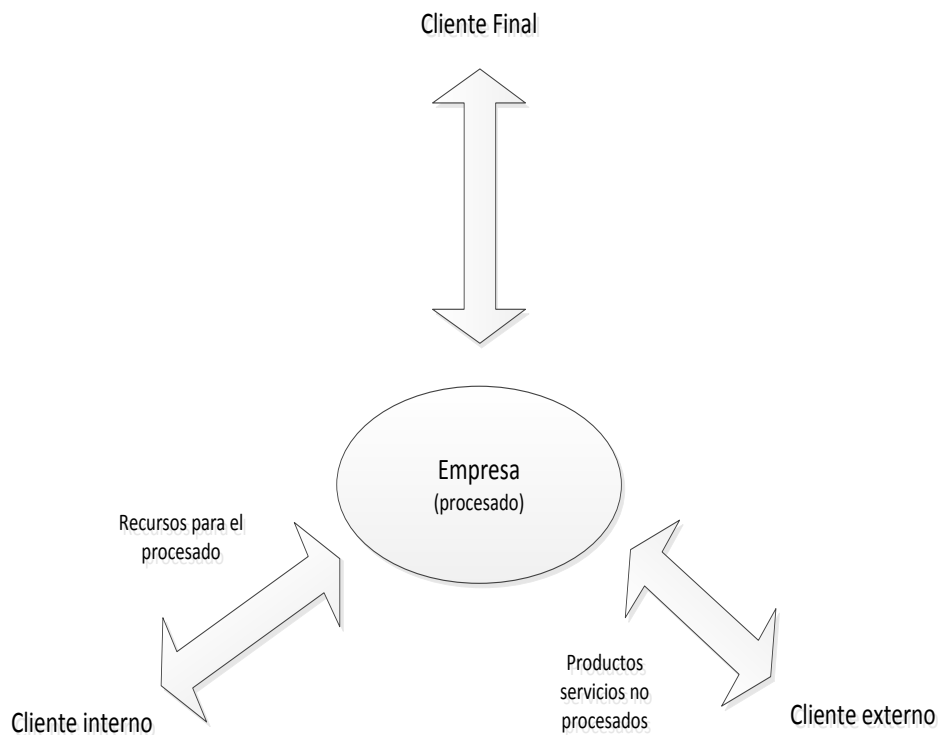 Cliente Final
Empresa
(procesado)
Recursos para el
procesado
Productos
servicios no
procesados
Cliente interno
Cliente externo